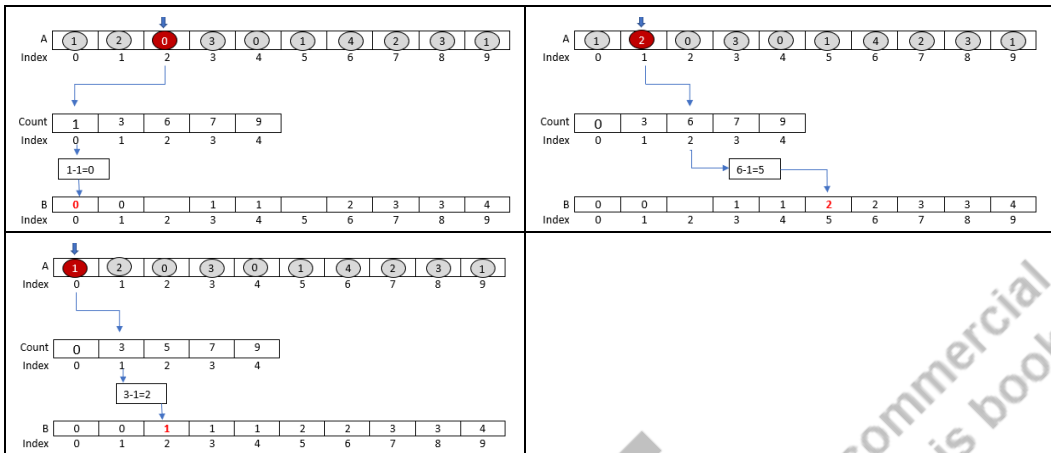 A 1 2 0 3 0 1 4 2 3 1
Index 0 1 2 3 4 5 6 7 8 9
Count 1 3 6 7 9
Index 0 1 2 3 4
1-1=0
B 0 0 1 1 2 3 3 4
Index 0 1 2 3 4 5 6 7 8 9
A 1 2 0 3 0 1 4 2 3 1
Index 0 1 2 3 4 5 6 7 8 9
Count 0 3 6 7 9
Index 0 1 2 3 4
6-1=5
B 0 0 1 1 2 2 3 3 4
Index 0 1 2 3 4 5 6 7 8 9
A 1 2 0 3 0 1 4 2 3 1
Index 0 1 2 3 4 5 6 7 8 9
Count 0 3 5 7 9
Index 0 1 2 3 4
3-1=2
B 0 0 1 1 1 2 2 3 3 4
Index 0 1 2 3 4 5 6 7 8 9